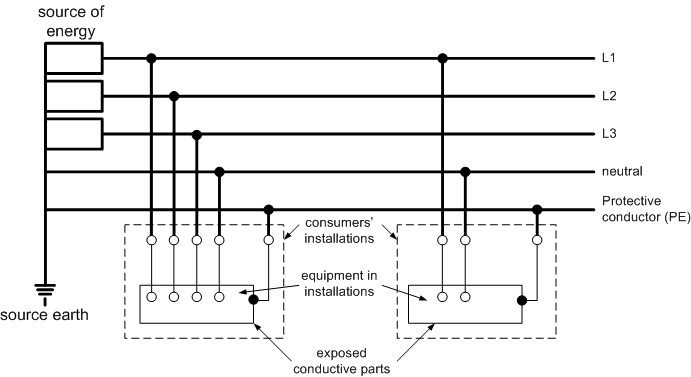 source of
energy
L1
L2
L3
neutral
Protective
conductor (PE)
consumers'
installations
equipment in
installations
source earth
exposed
conductive parts